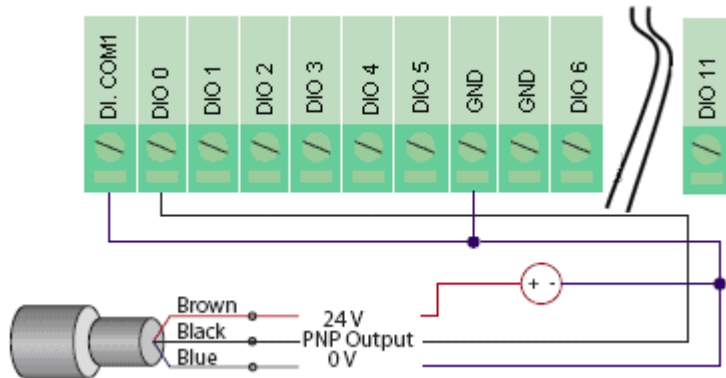 DI. COM1
DIO 0
DIO 1
DIO 2
DIO 3
DIO 4
DIO 5
GND
GND
DIO 6
DIO 11
+ -
Brown
24 V
Black
PNP Output
Blue
0 V